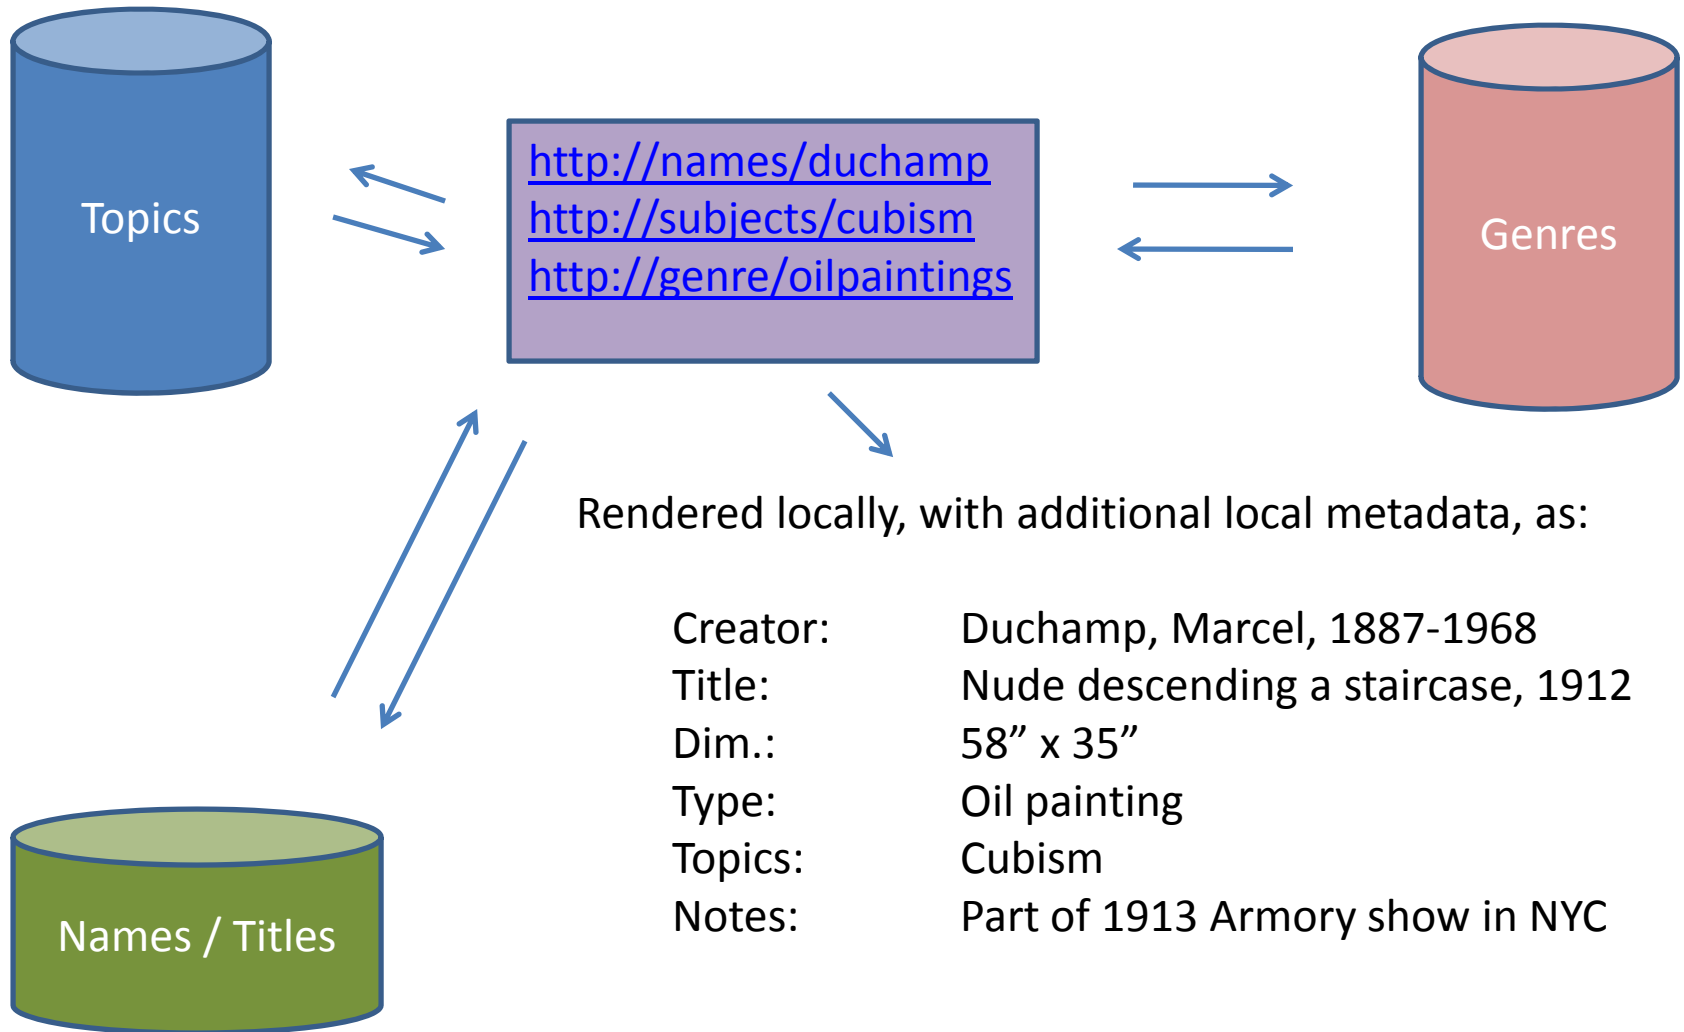 Topics
http://names/duchamp
http://subjects/cubism
http://genre/oilpaintings
Genres
Rendered locally, with additional local metadata, as:
Creator: Duchamp, Marcel, 1887-1968
Title: Nude descending a staircase, 1912
Dim.: 58” x 35”
Type: Oil painting
Topics: Cubism
Notes: Part of 1913 Armory show in NYC
Names / Titles